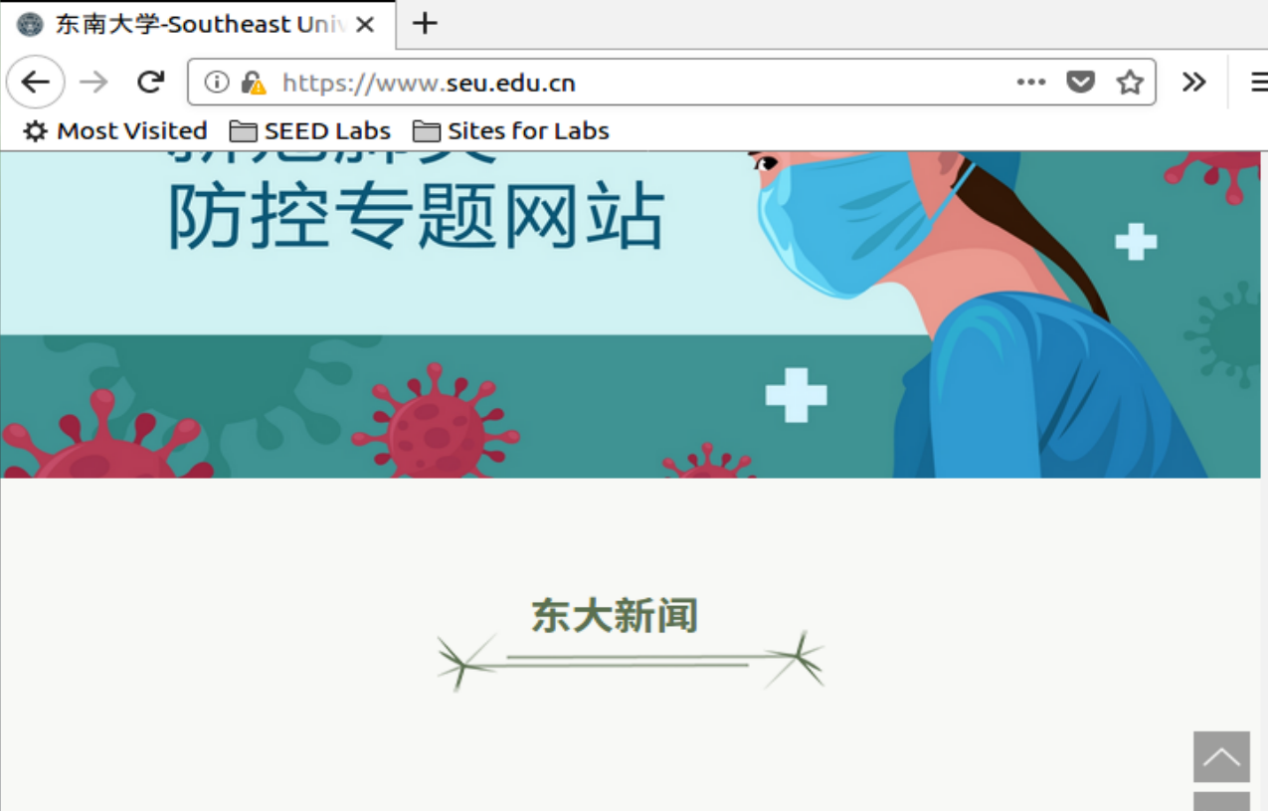 东南大学-Southeast Univ
https://www.seu.edu.cn
Most Visited SEED Labs Sites for Labs
防控专题网站
东大新闻